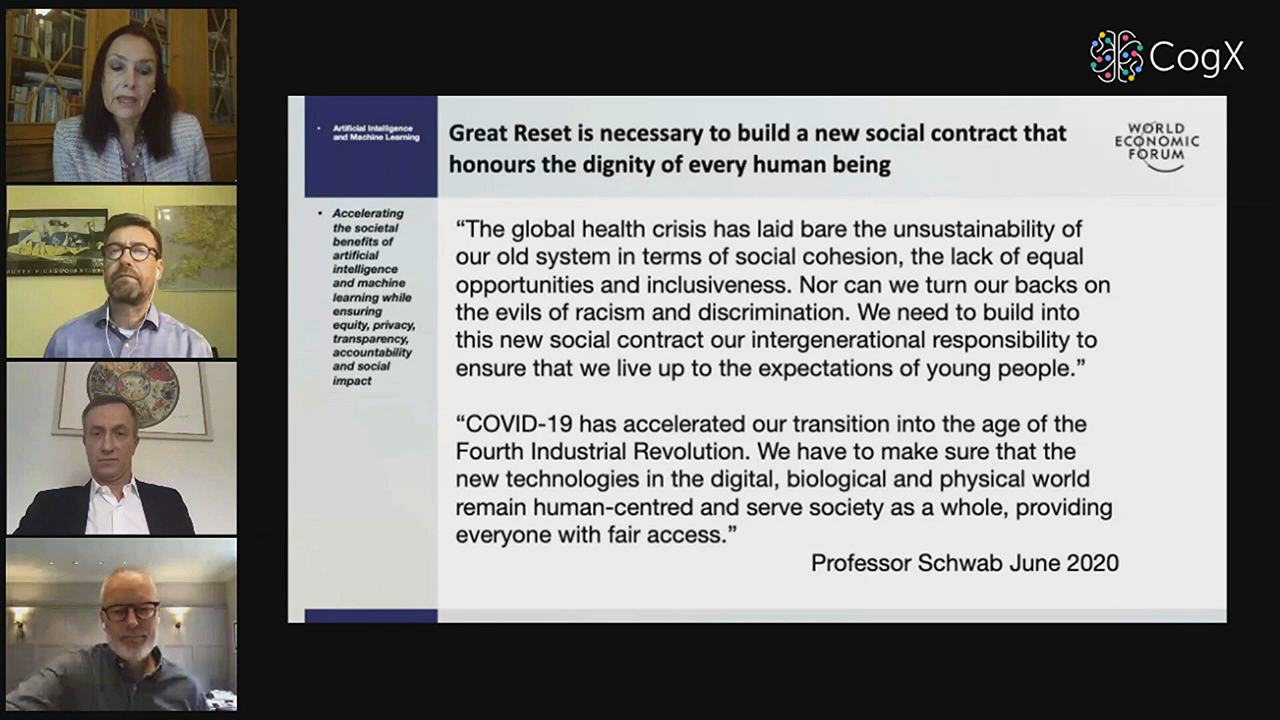 CogX
Artificial Intelligence
and Machine Learning
Great Reset is necessary to build a new social contract that
honours the dignity of every human being
WORLD
ECONOMIC
FORUM
• Accelerating
the societal
benefits of
artificial
intelligence
and machine
learning while
ensuring
equity, privacy,
transparency,
accountability
and social
impact
“The global health crisis has laid bare the unsustainability of
our old system in terms of social cohesion, the lack of equal
opportunities and inclusiveness. Nor can we turn our backs on
the evils of racism and discrimination. We need to build into
this new social contract our intergenerational responsibility to
ensure that we live up to the expectations of young people.”
“COVID-19 has accelerated our transition into the age of the
Fourth Industrial Revolution. We have to make sure that the
new technologies in the digital, biological and physical world
remain human-centred and serve society as a whole, providing
everyone with fair access.”
Professor Schwab June 2020